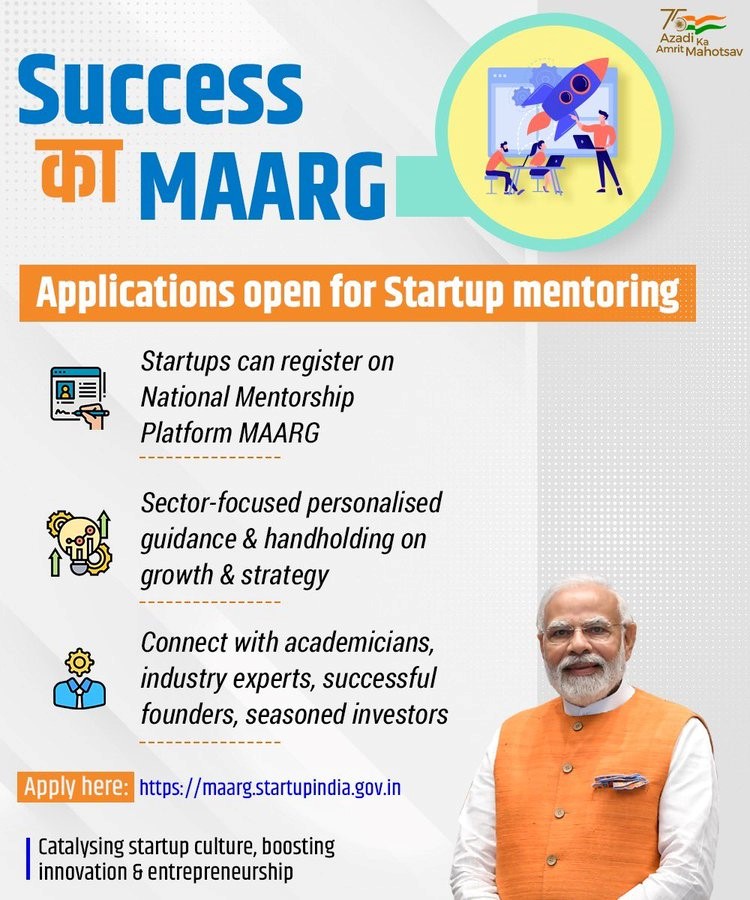 75
Azadi
Ka
Amrit Mahotsav
Success
का MAARG
Applications open for Startup mentoring
Startups can register on
National Mentorship
Platform MAARG
Sector-focused personalised
guidance & handholding on
growth & strategy
Connect with academicians,
industry experts, successful
founders, seasoned investors
Apply here: https://maarg.startupindia.gov.in
Catalysing startup culture, boosting
innovation & entrepreneurship